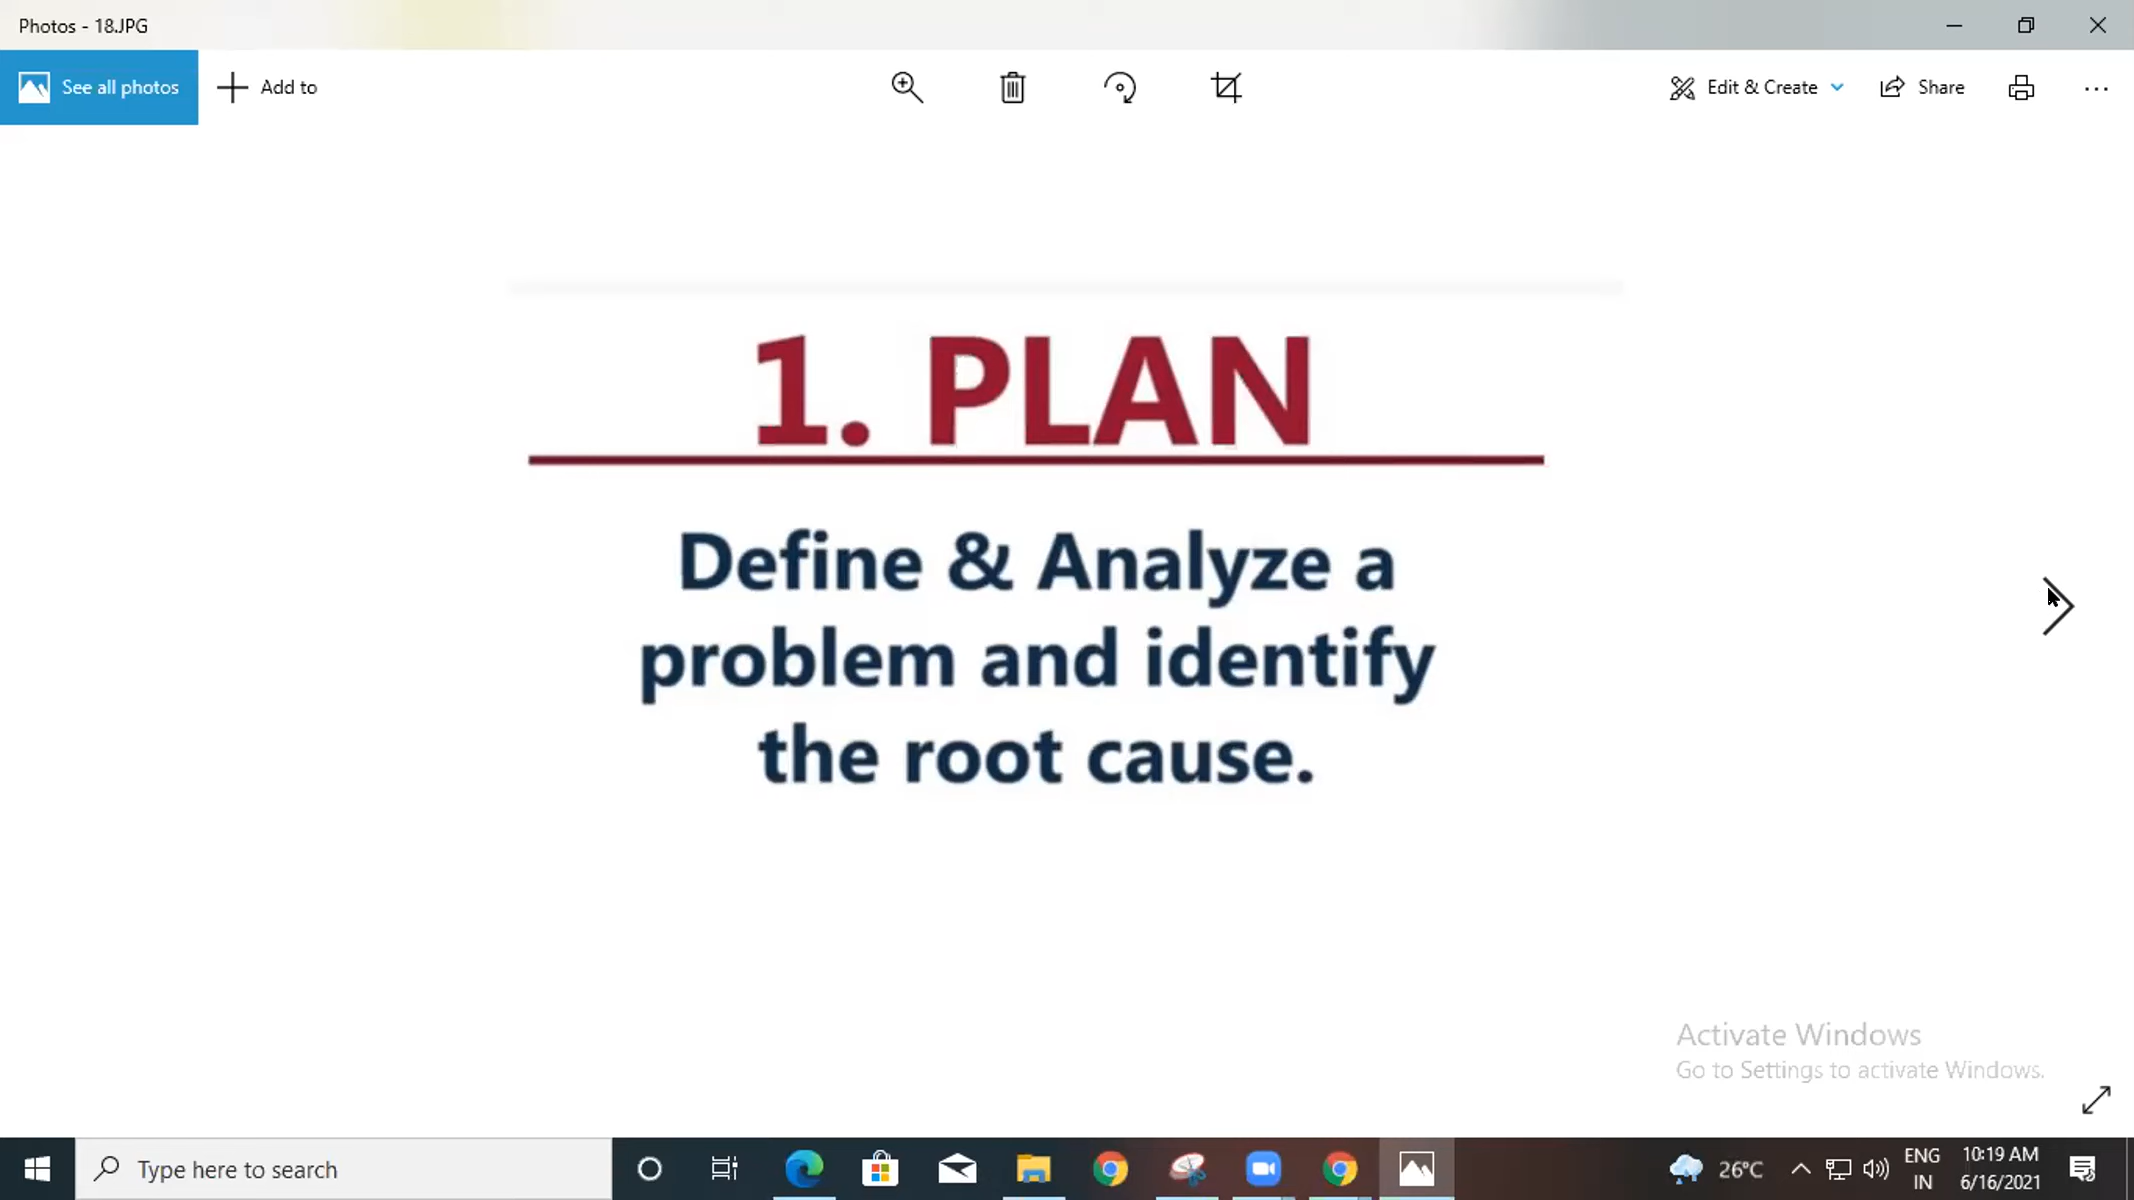 Photos - 18.JPG
See all photos
Add to
Edit & Create
Share
1. PLAN
Define & Analyze a
problem and identify
the root cause.
Activate Windows
Go to Settings to activate Windows.
Type here to search
26°C
ENG
IN
10:19 AM
6/16/2021